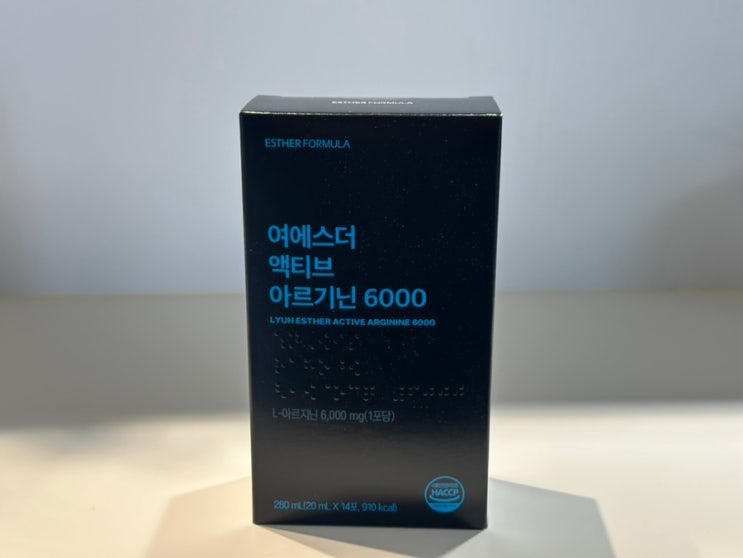 ESTHER FORMULA
ESTHER FORMULA
여에스더
액티브
아르기닌 6000
LYUH ESTHER ACTIVE ARGININE 6000
L-아르지닌 6,000 mg(1포당)
280 mL(20 mL X 14포, 910 kcal)
HACCP